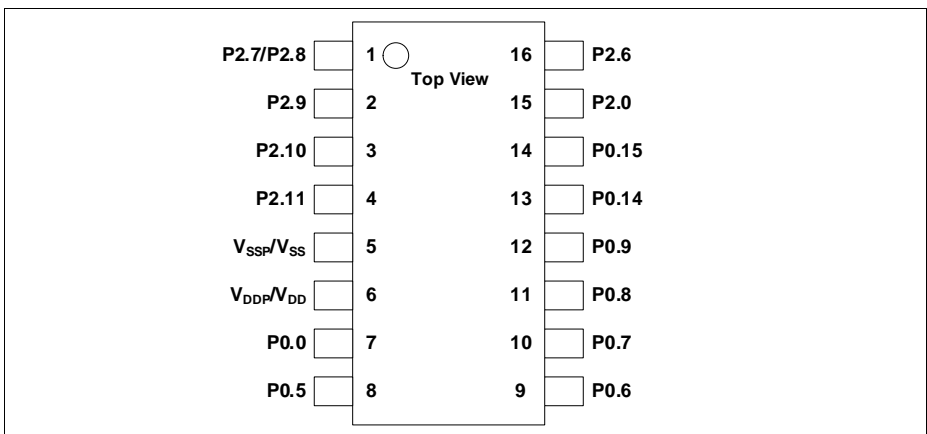 P2.7/P2.8 1 16 P2.6
Top View
P2.9 2 15 P2.0
P2.10 3 14 P0.15
P2.11 4 13 P0.14
VSSP/VSS 5 12 P0.9
VDDP/VDD 6 11 P0.8
P0.0 7 10 P0.7
P0.5 8 9 P0.6